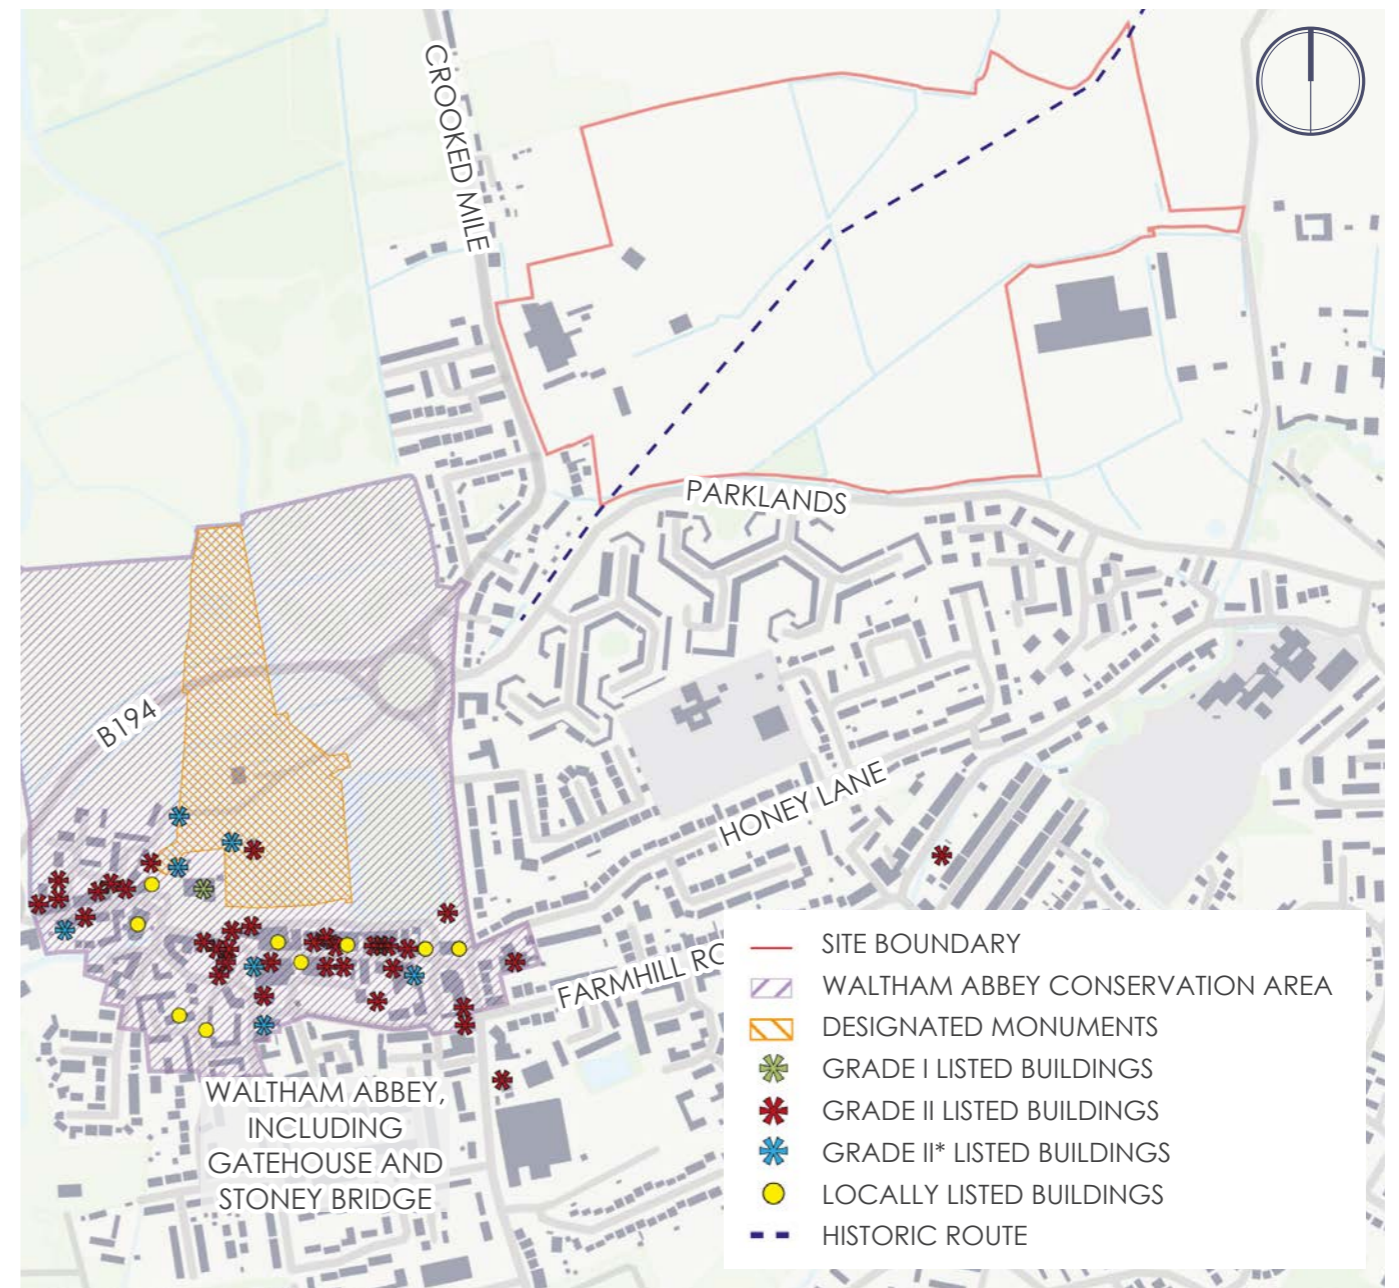 CROOKED MILE
PARKLANDS
B194
HONEY LANE
FARMHILL RO
WALTHAM ABBEY,
INCLUDING
GATEHOUSE AND
STONEY BRIDGE
SITE BOUNDARY
WALTHAM ABBEY CONSERVATION AREA
DESIGNATED MONUMENTS
GRADE I LISTED BUILDINGS
GRADE II LISTED BUILDINGS
GRADE II* LISTED BUILDINGS
LOCALLY LISTED BUILDINGS
HISTORIC ROUTE